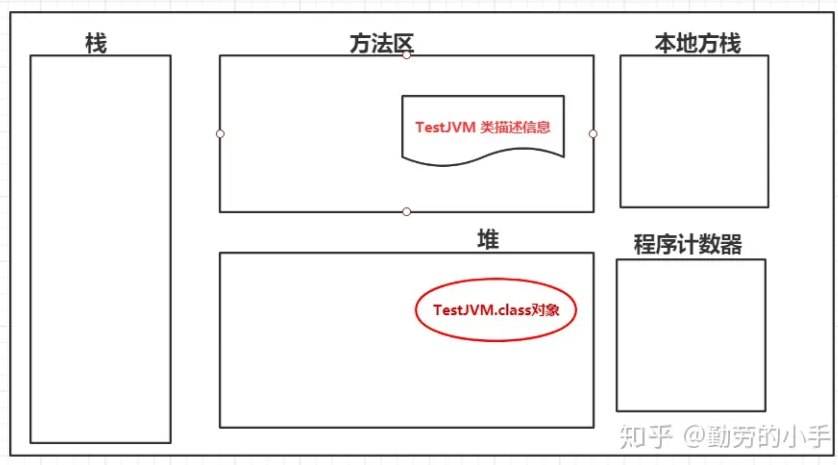 栈
方法区
本地方栈
TestJVM 类描述信息
堆
程序计数器
TestJVM.class对象
知乎 @勤劳的小手